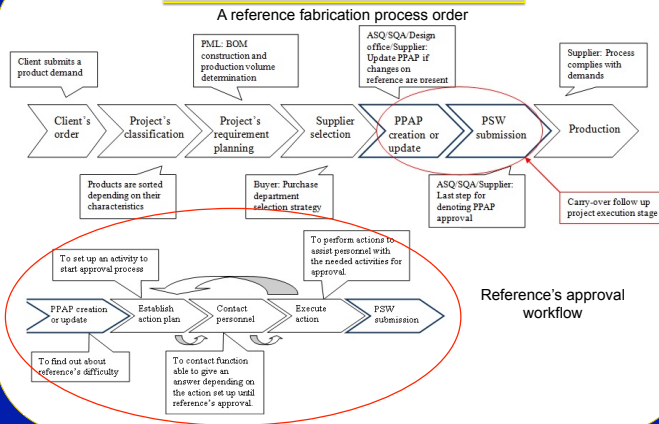 A reference fabrication process order
Client submits a
product demand
PML: BOM
construction and
production volume
determination
ASQ/SQA/Design
office/Supplier:
Update PPAP if
changes on
reference are present
Supplier: Process
complies with
demands
Client's
order
Project's
classification
Project's
requirement
planning
Supplier
selection
PPAP
creation or
update
PSW
submission
Production
Products are sorted
depending on their
characteristics
Buyer: Purchase
department
selection strategy
ASQ/SQA/Supplier:
Last step for
denoting PPAP
approval
Carry-over follow up
project execution stage
To set up an activity to
start approval process
To perform actions to
assist personnel with
the needed activities for
approval.
PPAP creation
or update
Establish
action plan
Contact
personnel
Execute
action
PSW
submission
Reference's approval
workflow
To find out about
reference's difficulty
To contact function
able to give an
answer depending on
the action set up until
reference's approval.